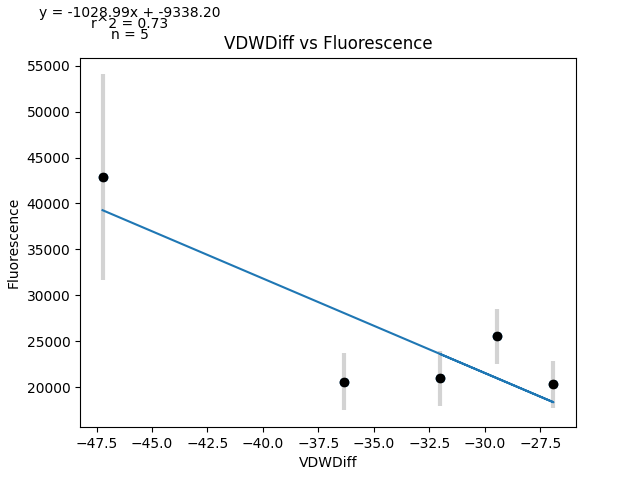 y = -1028.99x + -9338.20
r^2 = 0.73
n = 5
VDWDiff vs Fluorescence
55000
50000
45000
40000
35000
30000
25000
20000
Fluorescence
−47.5 −45.0 −42.5 −40.0 −37.5 −35.0 −32.5 −30.0 −27.5
VDWDiff